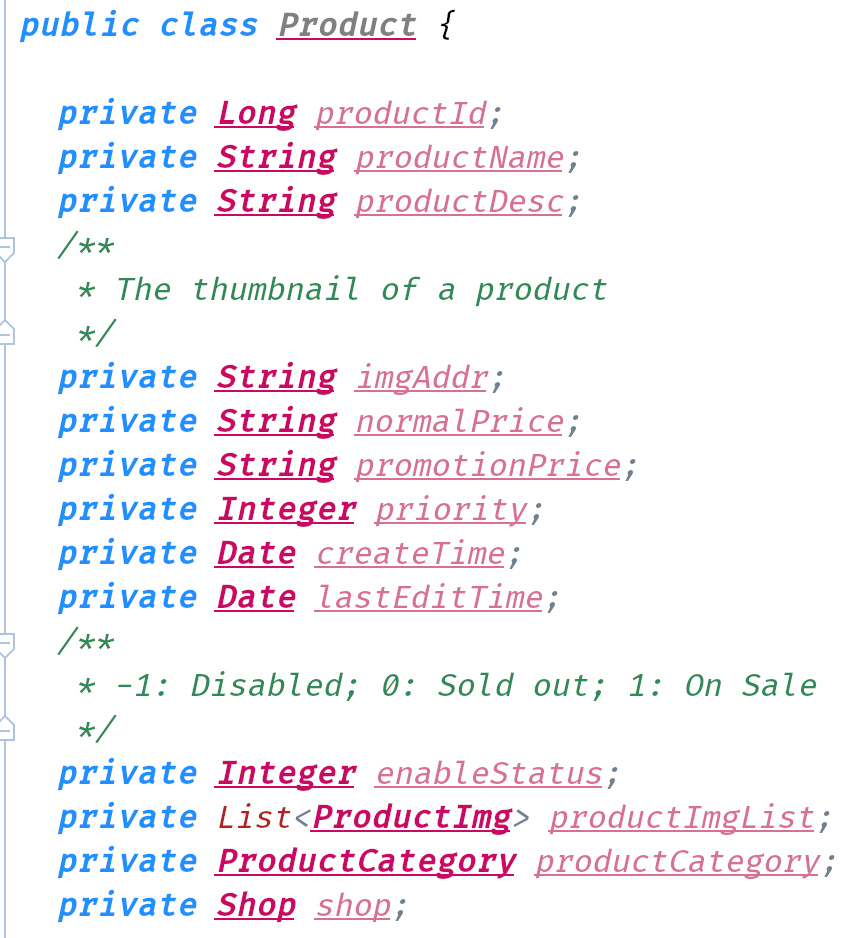 public class Product {
private Long productId;
private String productName;
private String productDesc;
/**
* The thumbnail of a product
*/
private String imgAddr;
private String normalPrice;
private String promotionPrice;
private Integer priority;
private Date createTime;
private Date lastEditTime;
/**
* -1: Disabled; 0: Sold out; 1: On Sale
*/
private Integer enableStatus;
private List<ProductImg> productImgList;
private ProductCategory productCategory;
private Shop shop;